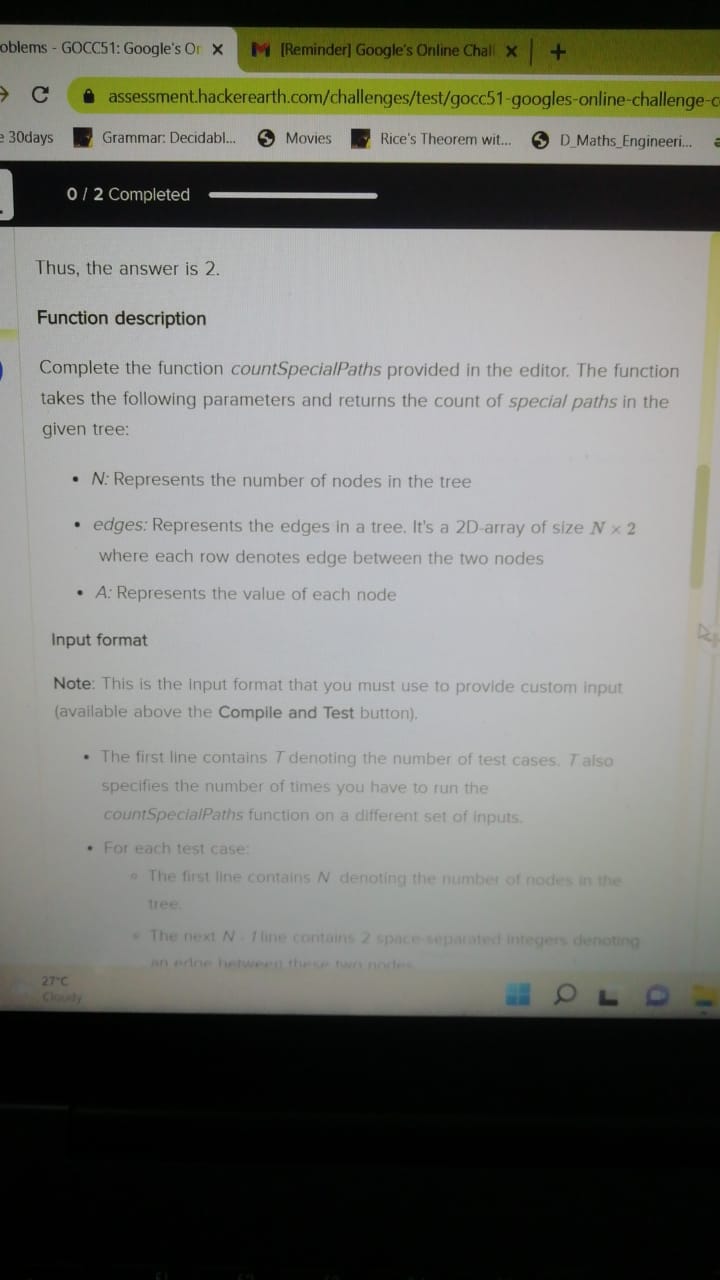 oblems - GOCC51: Google's On
[Reminder] Google's Online Chall
assessment.hackerearth.com/challenges/test/gocc51-googles-online-challenge-c
e 30days Grammar: Decidabl... Movies Rice's Theorem wit... D_Maths_Engineeri...
0 / 2 Completed
Thus, the answer is 2.
Function description
Complete the function countSpecialPaths provided in the editor. The function
takes the following parameters and returns the count of special paths in the
given tree:
• N: Represents the number of nodes in the tree
• edges: Represents the edges in a tree. It's a 2D-array of size N × 2
where each row denotes edge between the two nodes
• A: Represents the value of each node
Input format
Note: This is the input format that you must use to provide custom input
(available above the Compile and Test button).
• The first line contains T denoting the number of test cases. T also
specifies the number of times you have to run the
countSpecialPaths function on a different set of inputs.
• For each test case:
◦ The first line contains N denoting the number of nodes in the
tree.
◦ The next N - 1 line contains 2 space-separated integers denoting
an edge between these two nodes
27°C
Cloudy